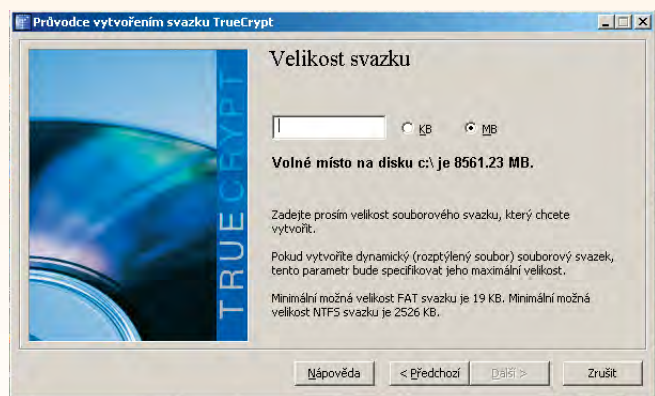 Průvodce vytvořením svazku TrueCrypt
Velikost svazku
KB
MB
Volné místo na disku c:\ je 8561.23 MB.
Zadejte prosím velikost souborového svazku, který chcete
vytvořit.
Pokud vytvoříte dynamický (rozptýlený soubor) souborový svazek,
tento parametr bude specifikovat jeho maximální velikost.
Minimální možná velikost FAT svazku je 19 KB. Minimální možná
velikost NTFS svazku je 2526 KB.
TRUECRYPT
Nápověda
< Předchozí
Další >
Zrušit